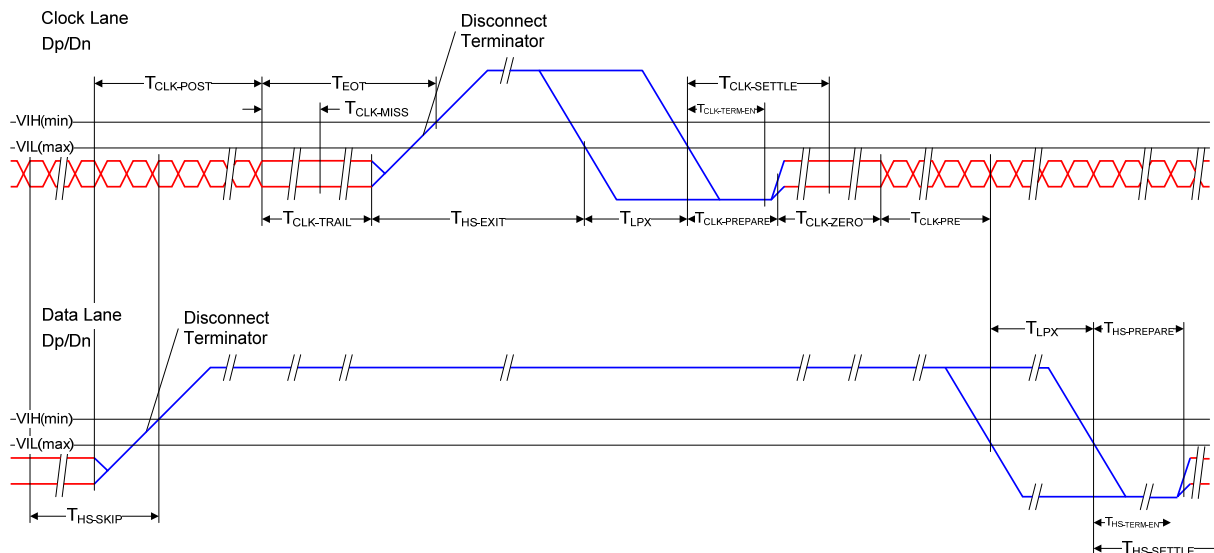 Clock Lane
Dp/Dn
Disconnect
Terminator
TCLK-POST
TEOT
TCLK-SETTLE
TCLK-MISS
TCLK-TERM-EN
VIH(min)
VIL(max)
TCLK-TRAIL
THS-EXIT
TLPX
TCLK-PREPARE
TCLK-ZERO
TCLK-PRE
Data Lane
Dp/Dn
Disconnect
Terminator
TLPX
THS-PREPARE
VIH(min)
VIL(max)
THS-SKIP
THS-TERM-EN
THS-SETTLE